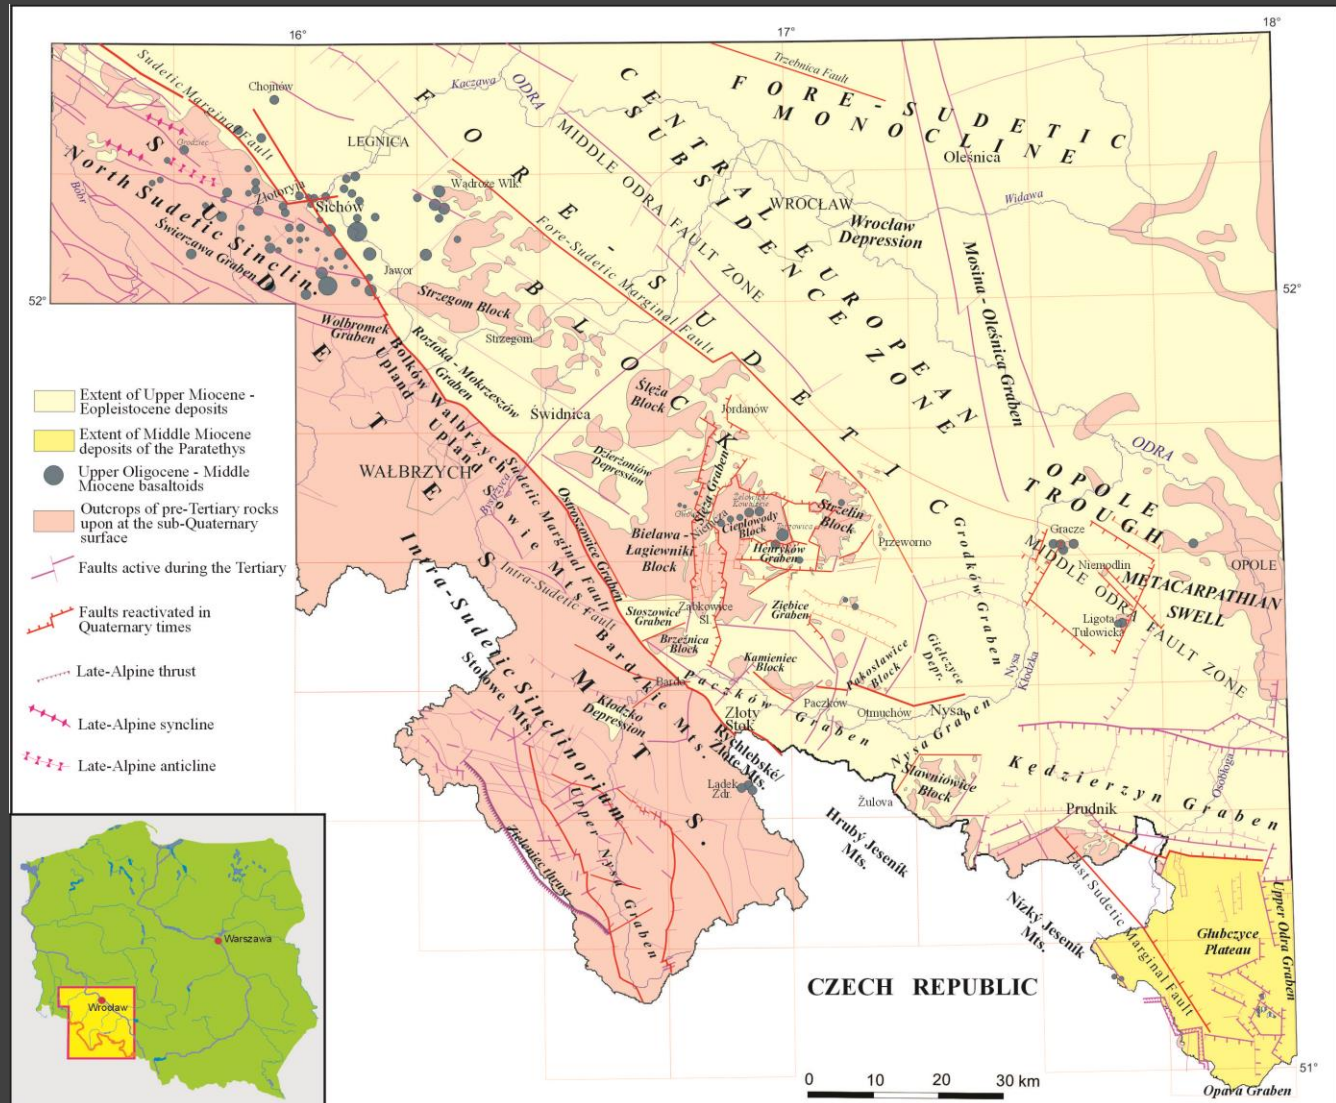 16°
17°
18°
Sudetic Marginal Fault
Chojnów
Kaczawa
ODRA
Trzebnica Fault
FORE-SUDETIC
MONOCLINE
CENTRAL EUROPEAN
SUBSIDENCE ZONE
FORE-SUDETIC
BLOCK
LEGNICA
MIDDLE ODRA FAULT ZONE
Oleśnica
Grodziec
North Sudetic Sinclin.
SUDETES
MTS.
Bóbr
Złotoryja
Sichów
Wądroże Wlk.
WROCŁAW
Widawa
Wrocław
Depression
Świerzawa Graben
Fore-Sudetic Marginal Fault
Mosina - Oleśnica Graben
52°
52°
Jawor
Strzegom Block
Strzegom
Wolbromek
Graben
Bolków
Upland
Roztoka - Mokrzeszów
Graben
Wałbrzych
Upland
Ślęża
Block
Świdnica
Jordanów
Dzierżoniów
Depression
WAŁBRZYCH
Bystrzyca
Sudetic Marginal Fault
Sowie Mts.
Ostroszowice Graben
Intra-Sudetic Fault
Ślęża Graben
Niemcza
Bielawa -
Łagiewniki
Block
Ciepłowody
Block
Strzelin
Block
Henryków
Graben
Przeworno
Grodków Graben
ODRA
OPOLE
TROUGH
Gracze
Niemodlin
OPOLE
METACARPATHIAN
SWELL
MIDDLE ODRA FAULT ZONE
Ligota
Tułowicka
Stoszowice
Graben
Ząbkowice
Śl.
Ziębice
Graben
Brzeźnica
Block
Kamieniec
Block
Pakosławice
Block
Giełczyce
Depr.
Nysa
Kłodzka
Intra-Sudetic Sinclinorium
Stołowe Mts.
Bardzkie Mts.
Bardo
Paczków
Graben
Kłodzko
Depression
Złoty
Stok
Paczków
Otmuchów
Nysa
Nysa Graben
Rychlebské/
Złote Mts.
Lądek
Zdr.
Sławniowice
Block
Žulova
Kędzierzyn Graben
Osobłoga
Prudnik
Upper Nysa Graben
Zieleniec thrust
Hrubý Jeseník
Mts.
East Sudetic Marginal Fault
Nízký Jeseník
Mts.
Głubczyce
Plateau
Upper Odra Graben
CZECH REPUBLIC
51°
Opava Graben
0 10 20 30 km
Extent of Upper Miocene -
Eopleistocene deposits
Extent of Middle Miocene
deposits of the Paratethys
Upper Oligocene - Middle
Miocene basaltoids
Outcrops of pre-Tertiary rocks
upon at the sub-Quaternary
surface
Faults active during the Tertiary
Faults reactivated in
Quaternary times
Late-Alpine thrust
Late-Alpine syncline
Late-Alpine anticline
Warszawa
Wrocław